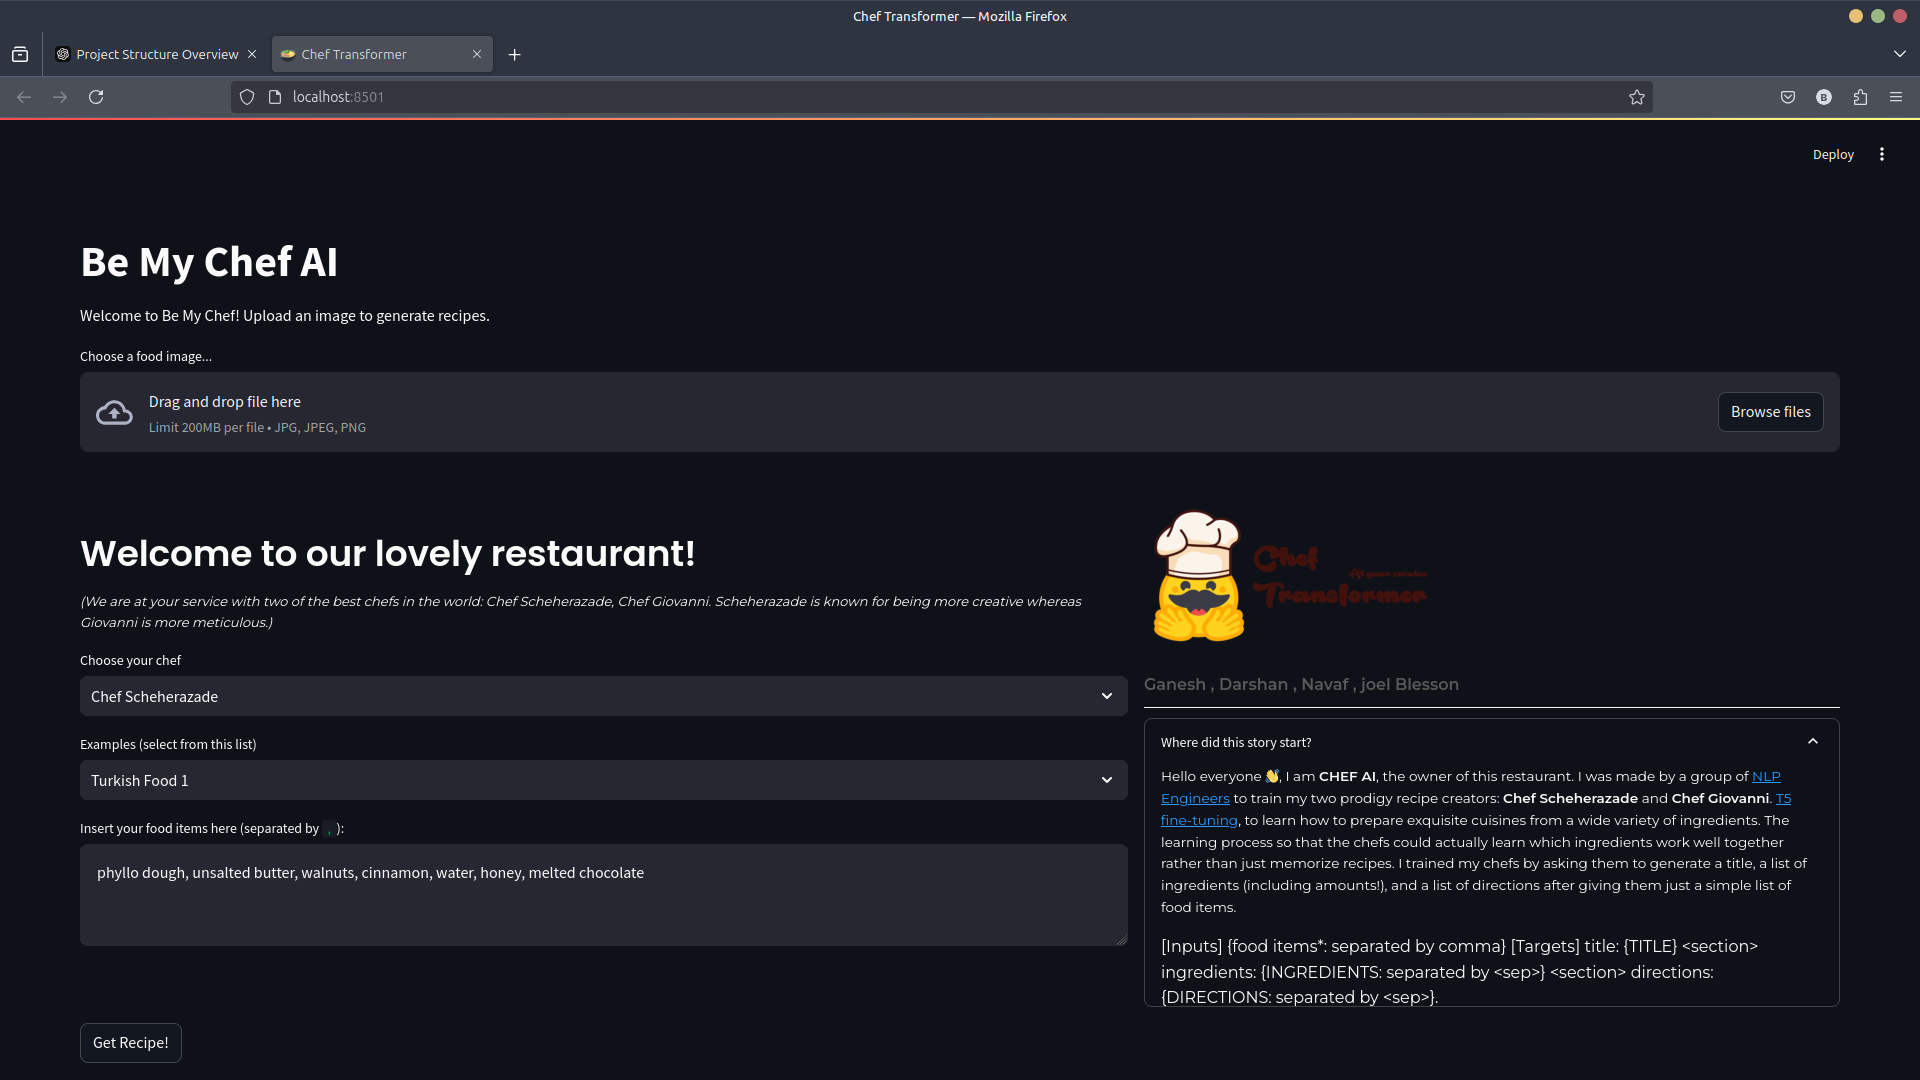 Chef Transformer — Mozilla Firefox
Project Structure Overview
Chef Transformer
localhost:8501
B
Deploy
Be My Chef AI
Welcome to Be My Chef! Upload an image to generate recipes.
Choose a food image...
Drag and drop file here
Limit 200MB per file • JPG, JPEG, PNG
Browse files
Welcome to our lovely restaurant!
(We are at your service with two of the best chefs in the world: Chef Scheherazade, Chef Giovanni. Scheherazade is known for being more creative whereas
Giovanni is more meticulous.)
Choose your chef
Chef Scheherazade
Examples (select from this list)
Turkish Food 1
Insert your food items here (separated by , ):
phyllo dough, unsalted butter, walnuts, cinnamon, water, honey, melted chocolate
Get Recipe!
Chef
At your service
Transformer
Ganesh , Darshan , Navaf , joel Blesson
Where did this story start?
Hello everyone 👋, I am CHEF AI, the owner of this restaurant. I was made by a group of NLP
Engineers to train my two prodigy recipe creators: Chef Scheherazade and Chef Giovanni. T5
fine-tuning, to learn how to prepare exquisite cuisines from a wide variety of ingredients. The
learning process so that the chefs could actually learn which ingredients work well together
rather than just memorize recipes. I trained my chefs by asking them to generate a title, a list of
ingredients (including amounts!), and a list of directions after giving them just a simple list of
food items.
[Inputs] {food items*: separated by comma} [Targets] title: {TITLE} <section>
ingredients: {INGREDIENTS: separated by <sep>} <section> directions:
{DIRECTIONS: separated by <sep>}.